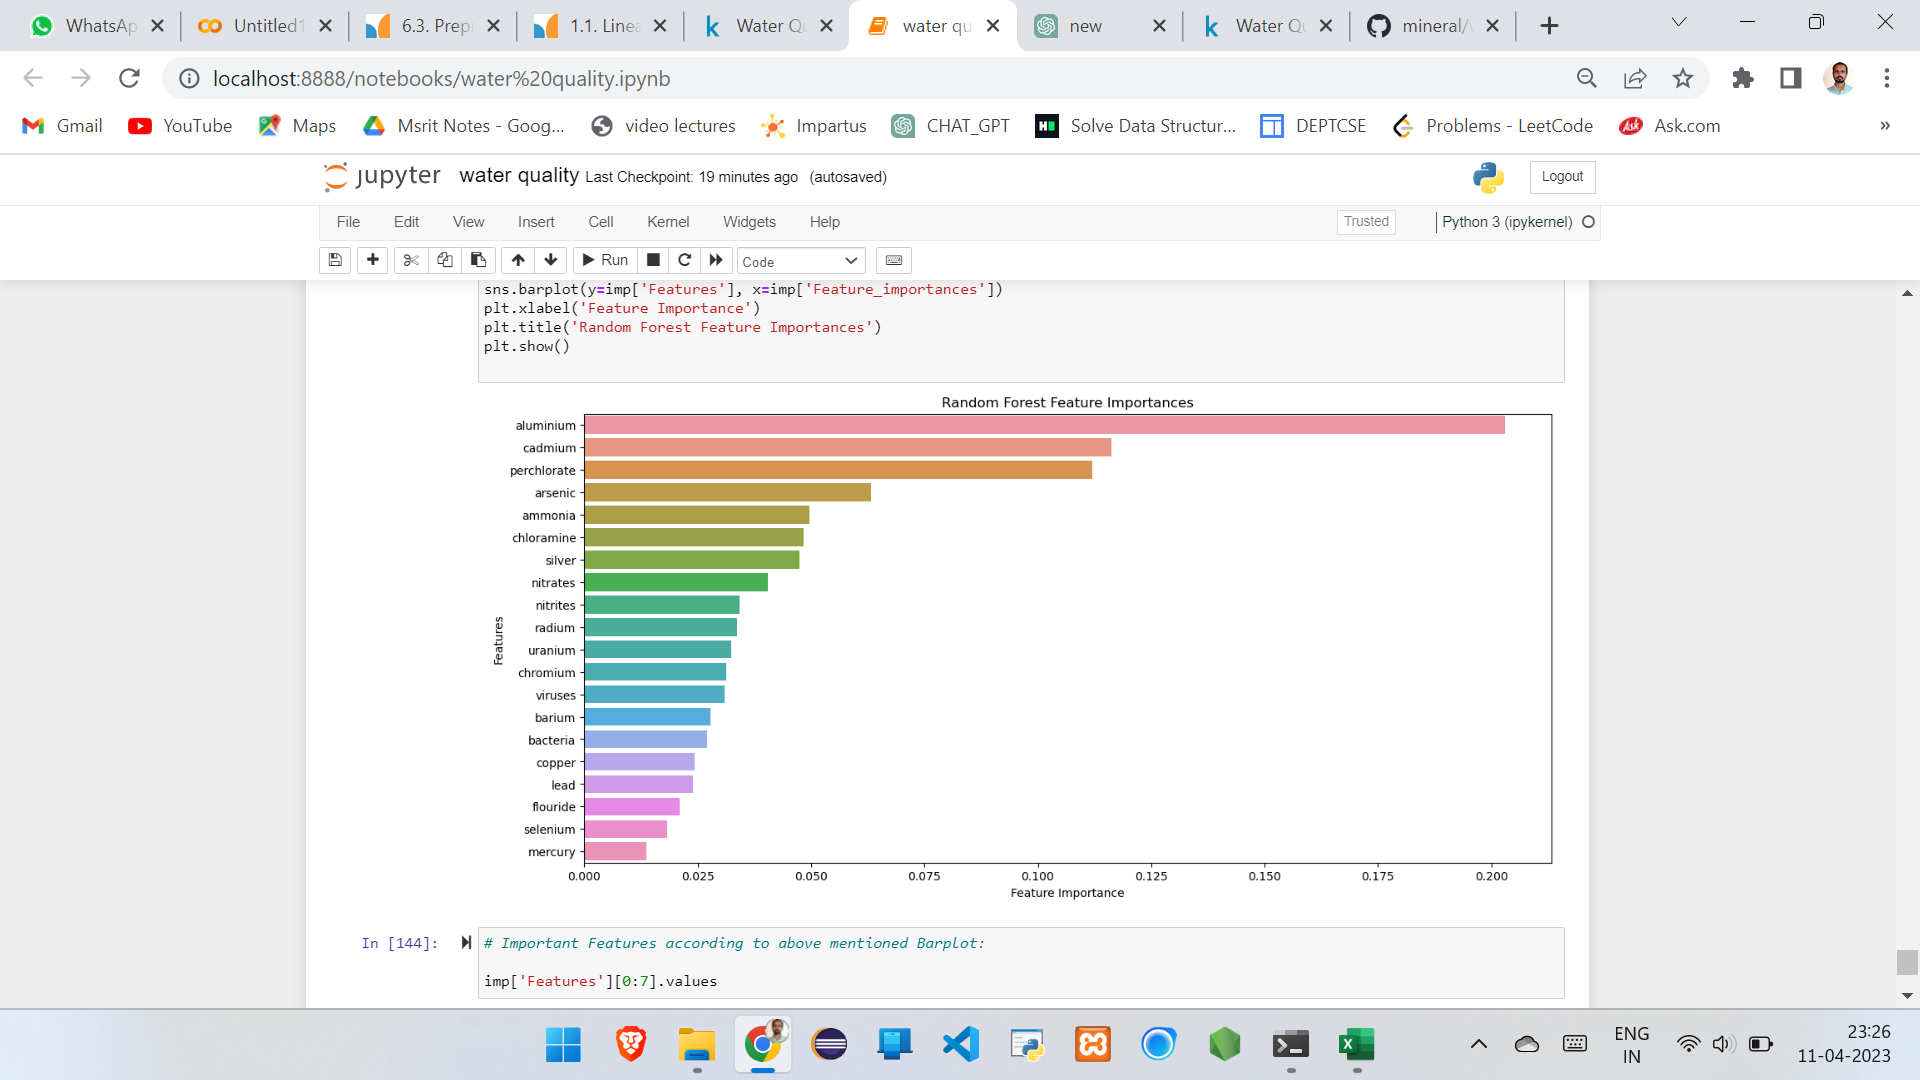 WhatsAp
Untitled1
6.3. Prepr
1.1. Linea
Water Qu
water qu
new
Water Qu
mineral/w
localhost:8888/notebooks/water%20quality.ipynb
Gmail
YouTube
Maps
Msrit Notes - Goog...
video lectures
Impartus
CHAT_GPT
Solve Data Structur...
DEPTCSE
Problems - LeetCode
Ask.com
»
jupyter water quality Last Checkpoint: 19 minutes ago (autosaved)
Logout
File Edit View Insert Cell Kernel Widgets Help
Trusted
Python 3 (ipykernel)
Run
Code
sns.barplot(y=imp['Features'], x=imp['Feature_importances'])
plt.xlabel('Feature Importance')
plt.title('Random Forest Feature Importances')
plt.show()
Random Forest Feature Importances
aluminium
cadmium
perchlorate
arsenic
ammonia
chloramine
silver
nitrates
nitrites
radium
uranium
chromium
viruses
barium
bacteria
copper
lead
flouride
selenium
mercury
Features
0.000 0.025 0.050 0.075 0.100 0.125 0.150 0.175 0.200
Feature Importance
In [144]:
# Important Features according to above mentioned Barplot:
imp['Features'][0:7].values
ENG
IN
23:26
11-04-2023